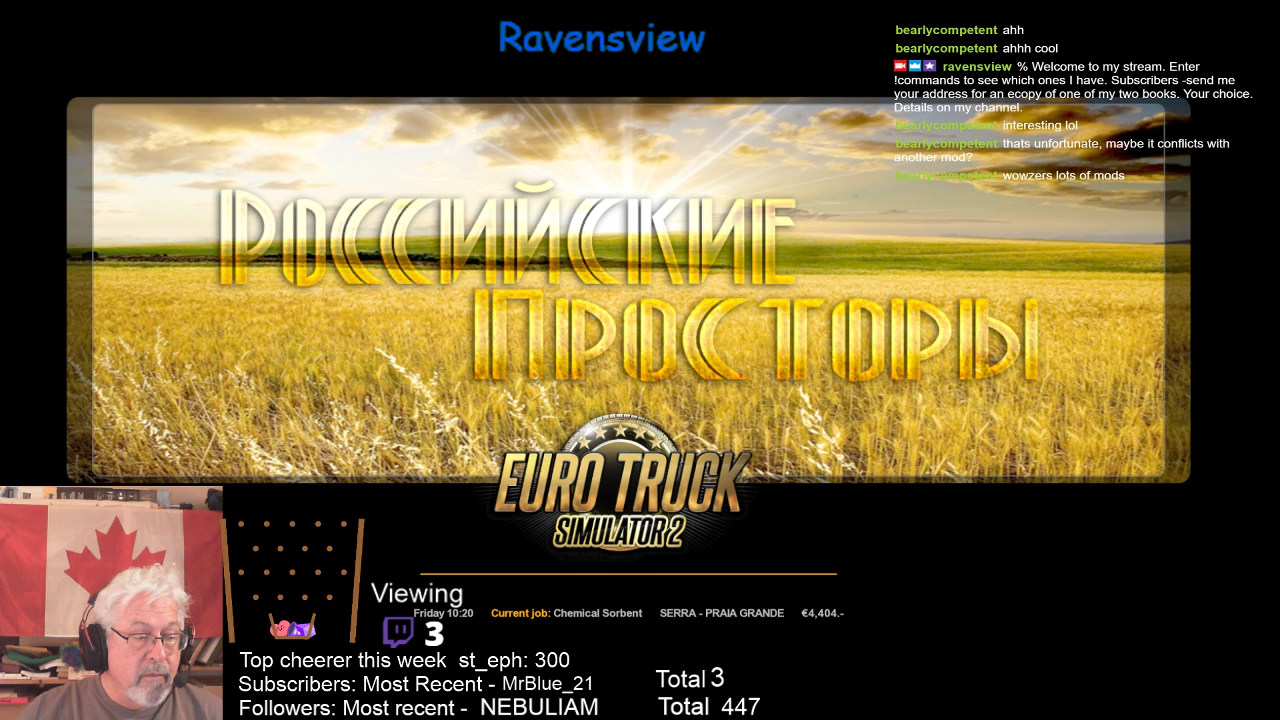 Ravensview
bearlycompetent ahh
bearlycompetent ahhh cool
ravensview % Welcome to my stream. Enter
!commands to see which ones I have. Subscribers -send me
your address for an ecopy of one of my two books. Your choice.
Details on my channel.
bearlycompetent interesting lol
bearlycompetent thats unfortunate, maybe it conflicts with
another mod?
bearlycompetent wowzers lots of mods
Российские
Просторы
EURO TRUCK
SIMULATOR 2
Viewing
Friday 10:20 Current job: Chemical Sorbent SERRA - PRAIA GRANDE €4,404.-
3
Top cheerer this week st_eph: 300
Subscribers: Most Recent - MrBlue_21 Total 3
Followers: Most recent - NEBULIAM Total 447